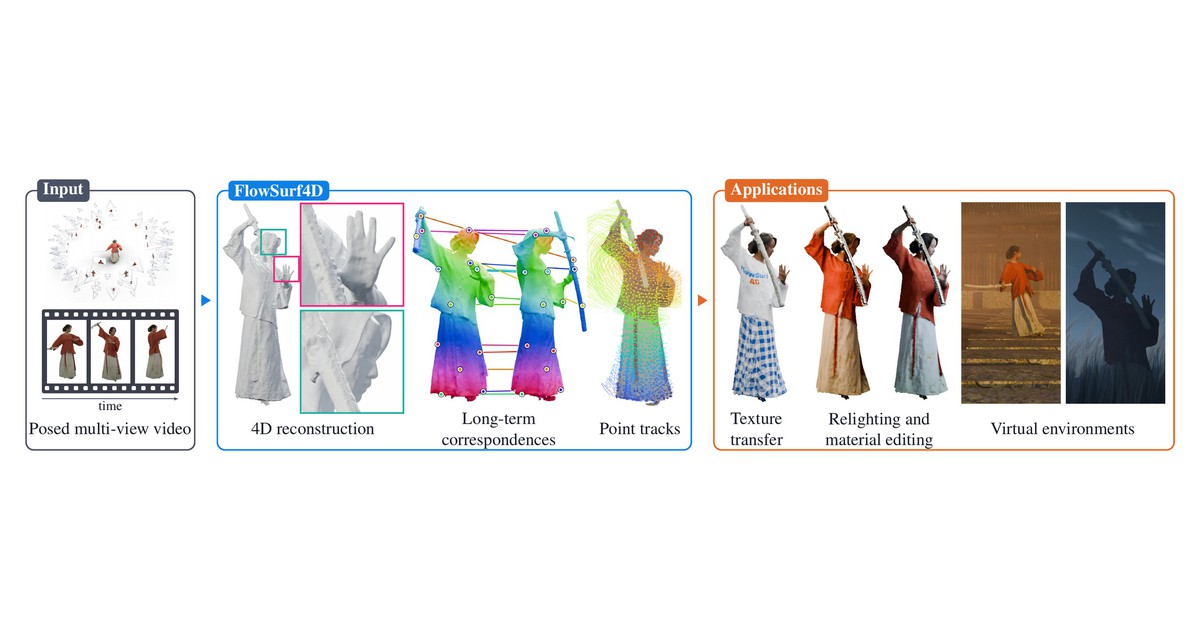 Input
time
Posed multi-view video
FlowSurf4D
4D reconstruction
Long-term
correspondences
Point tracks
Applications
Texture
transfer
Relighting and
material editing
Virtual environments